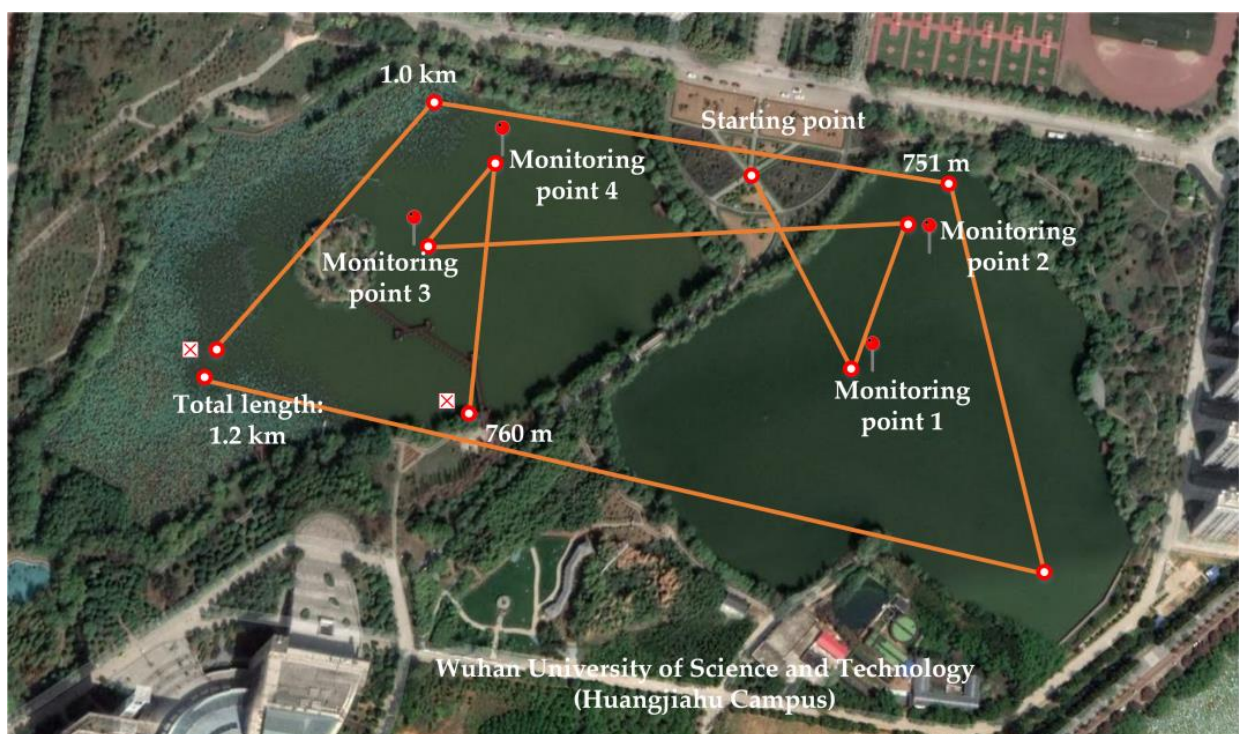 1.0 km
Starting point
Monitoring
point 4
751 m
Monitoring
point 2
Monitoring
point 3
Monitoring
point 1
Total length:
1.2 km
760 m
Wuhan University of Science and Technology
(Huangjiahu Campus)